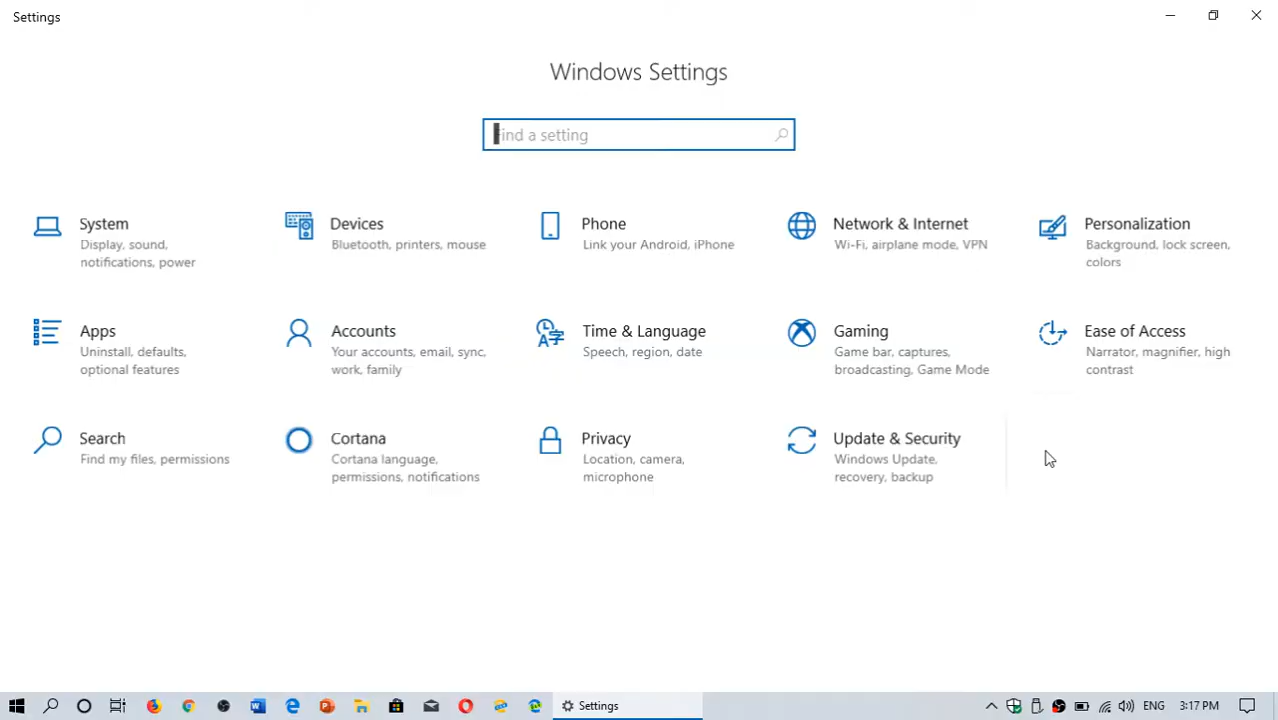 Settings
Windows Settings
Find a setting
System
Display, sound,
notifications, power
Devices
Bluetooth, printers, mouse
Phone
Link your Android, iPhone
Network & Internet
Wi-Fi, airplane mode, VPN
Personalization
Background, lock screen,
colors
Apps
Uninstall, defaults,
optional features
Accounts
Your accounts, email, sync,
work, family
Time & Language
Speech, region, date
Gaming
Game bar, captures,
broadcasting, Game Mode
Ease of Access
Narrator, magnifier, high
contrast
Search
Find my files, permissions
Cortana
Cortana language,
permissions, notifications
Privacy
Location, camera,
microphone
Update & Security
Windows Update,
recovery, backup
Settings
ENG
3:17 PM